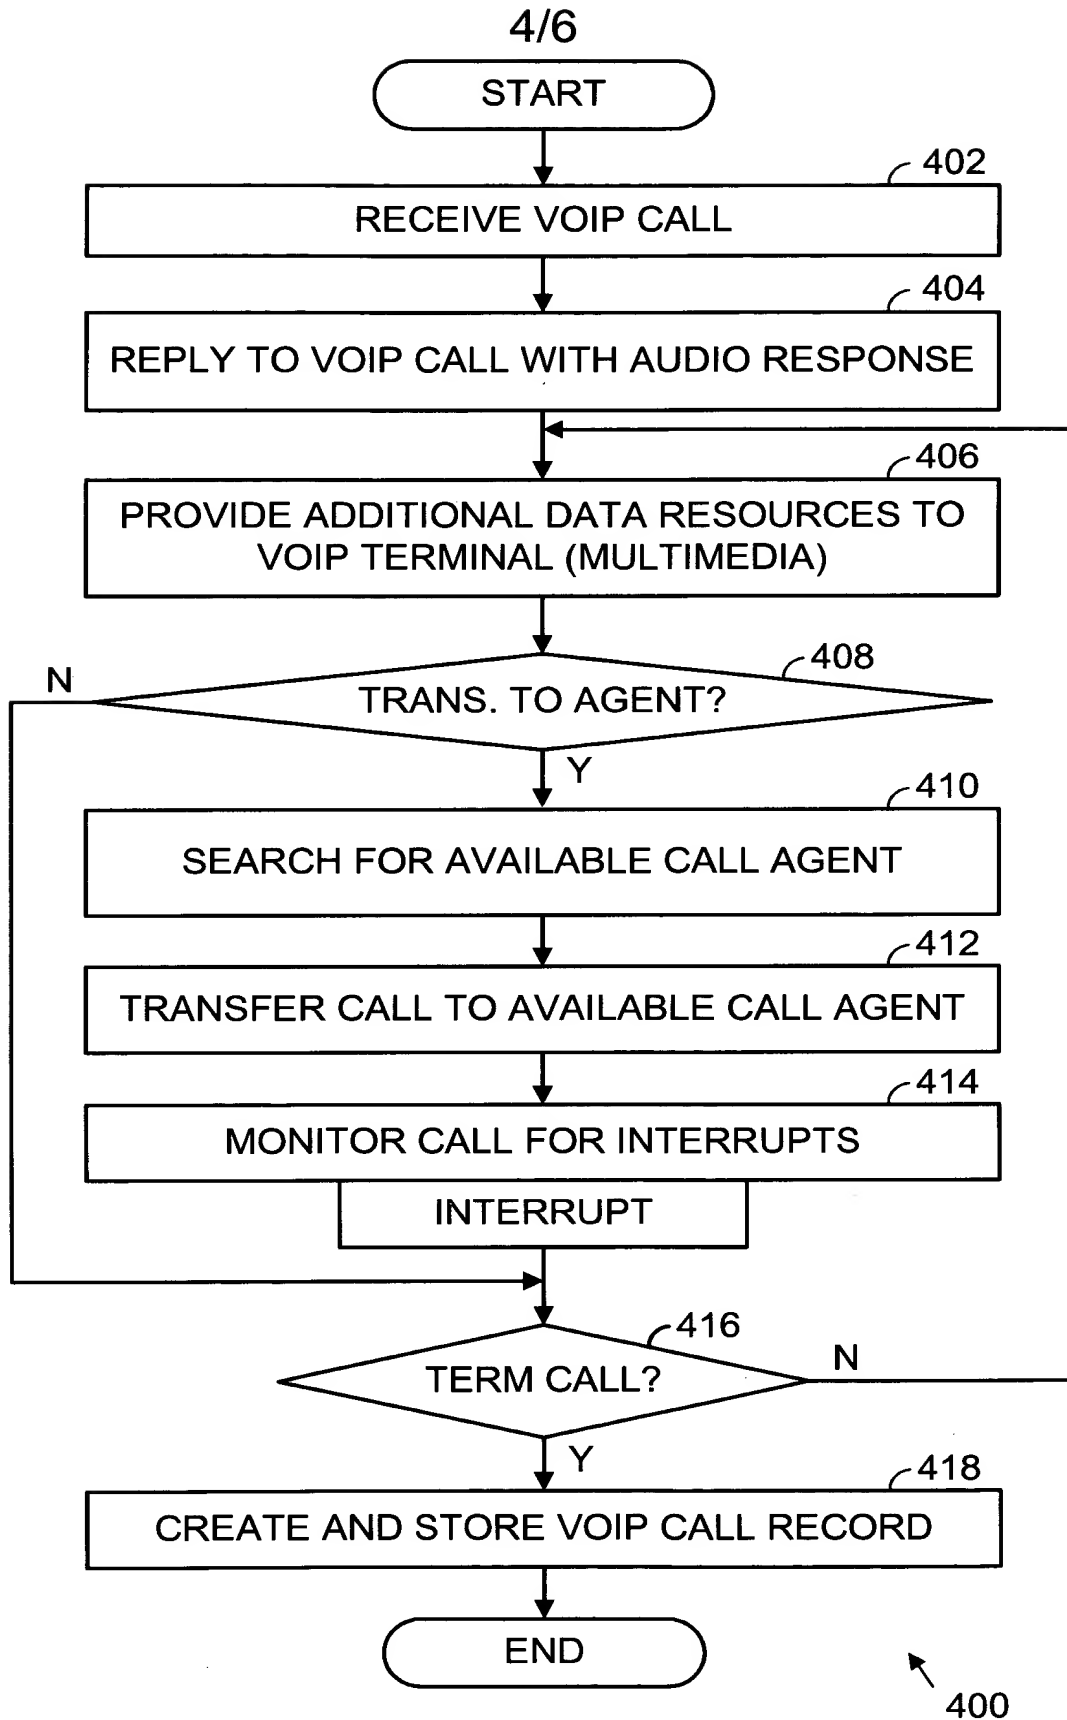 4/6
START
402
RECEIVE VOIP CALL
404
REPLY TO VOIP CALL WITH AUDIO RESPONSE
406
PROVIDE ADDITIONAL DATA RESOURCES TO
VOIP TERMINAL (MULTIMEDIA)
408
N
TRANS. TO AGENT?
Y
410
SEARCH FOR AVAILABLE CALL AGENT
412
TRANSFER CALL TO AVAILABLE CALL AGENT
414
MONITOR CALL FOR INTERRUPTS
INTERRUPT
416
TERM CALL?
N
Y
418
CREATE AND STORE VOIP CALL RECORD
END
400